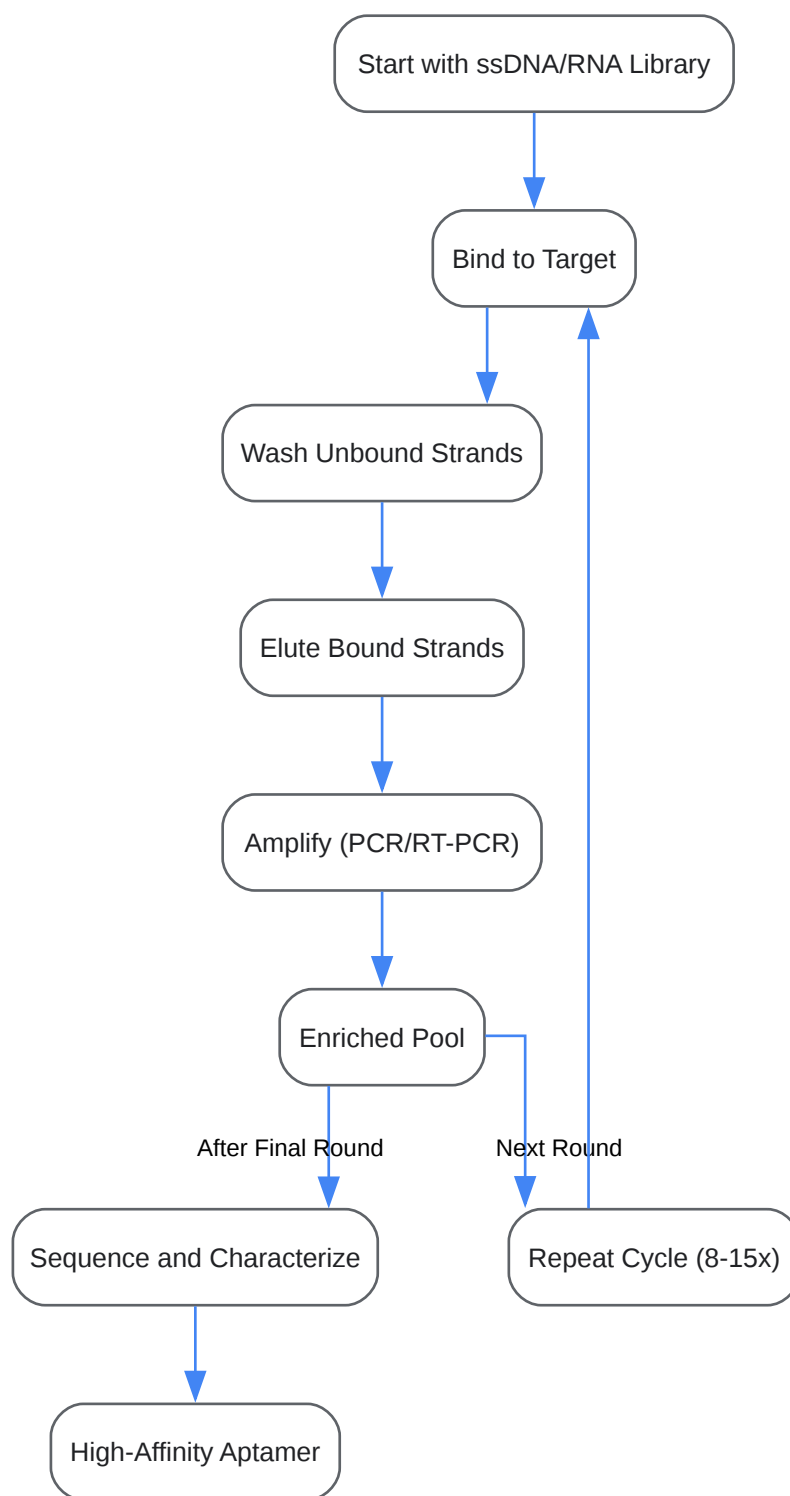 Start with ssDNA/RNA Library
Bind to Target
Wash Unbound Strands
Elute Bound Strands
Amplify (PCR/RT-PCR)
Enriched Pool
After Final Round
Next Round
Sequence and Characterize
Repeat Cycle (8-15x)
High-Affinity Aptamer